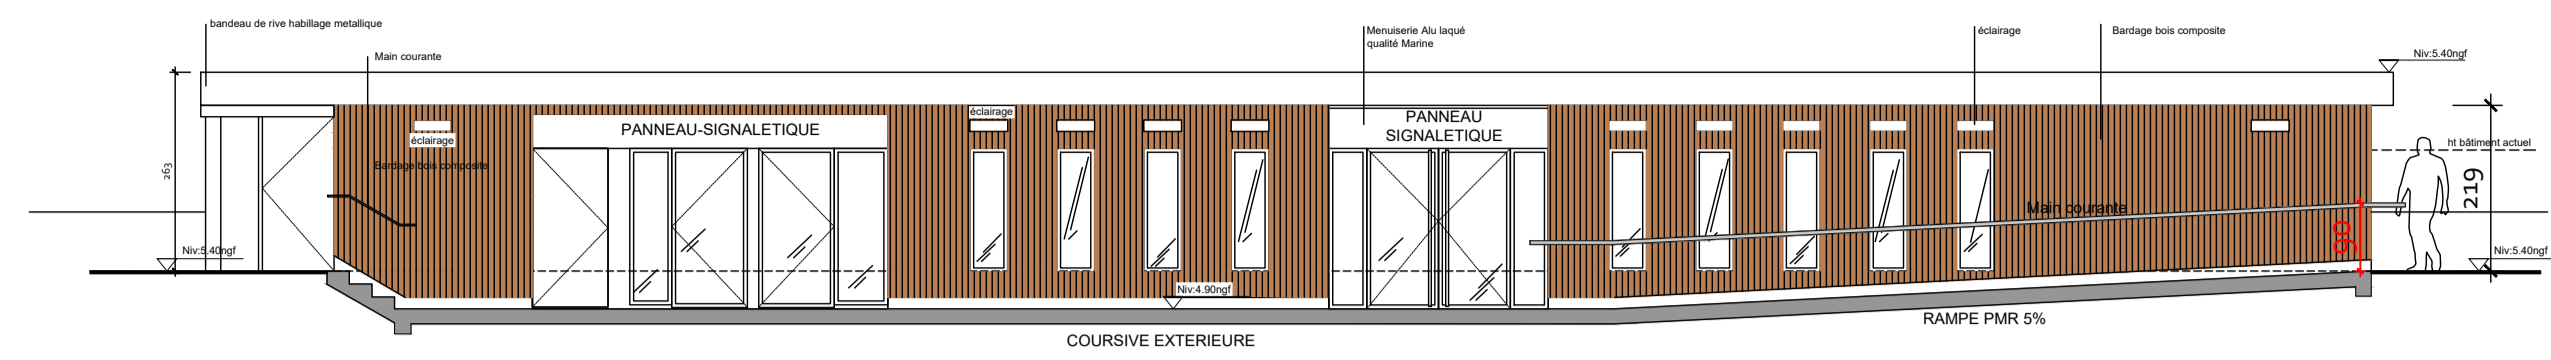 bandeau de rive habillage metallique
Main courante
Menuiserie Alu laqué
qualité Marine
éclairage
Bardage bois composite
Niv:5.40ngf
éclairage
PANNEAU-SIGNALETIQUE
éclairage
PANNEAU
SIGNALETIQUE
ht bâtiment actuel
263
Bardage bois composite
219
Main courante
90
Niv:5.40ngf
Niv:5.40ngf
Niv:4.90ngf
RAMPE PMR 5%
COURSIVE EXTERIEURE